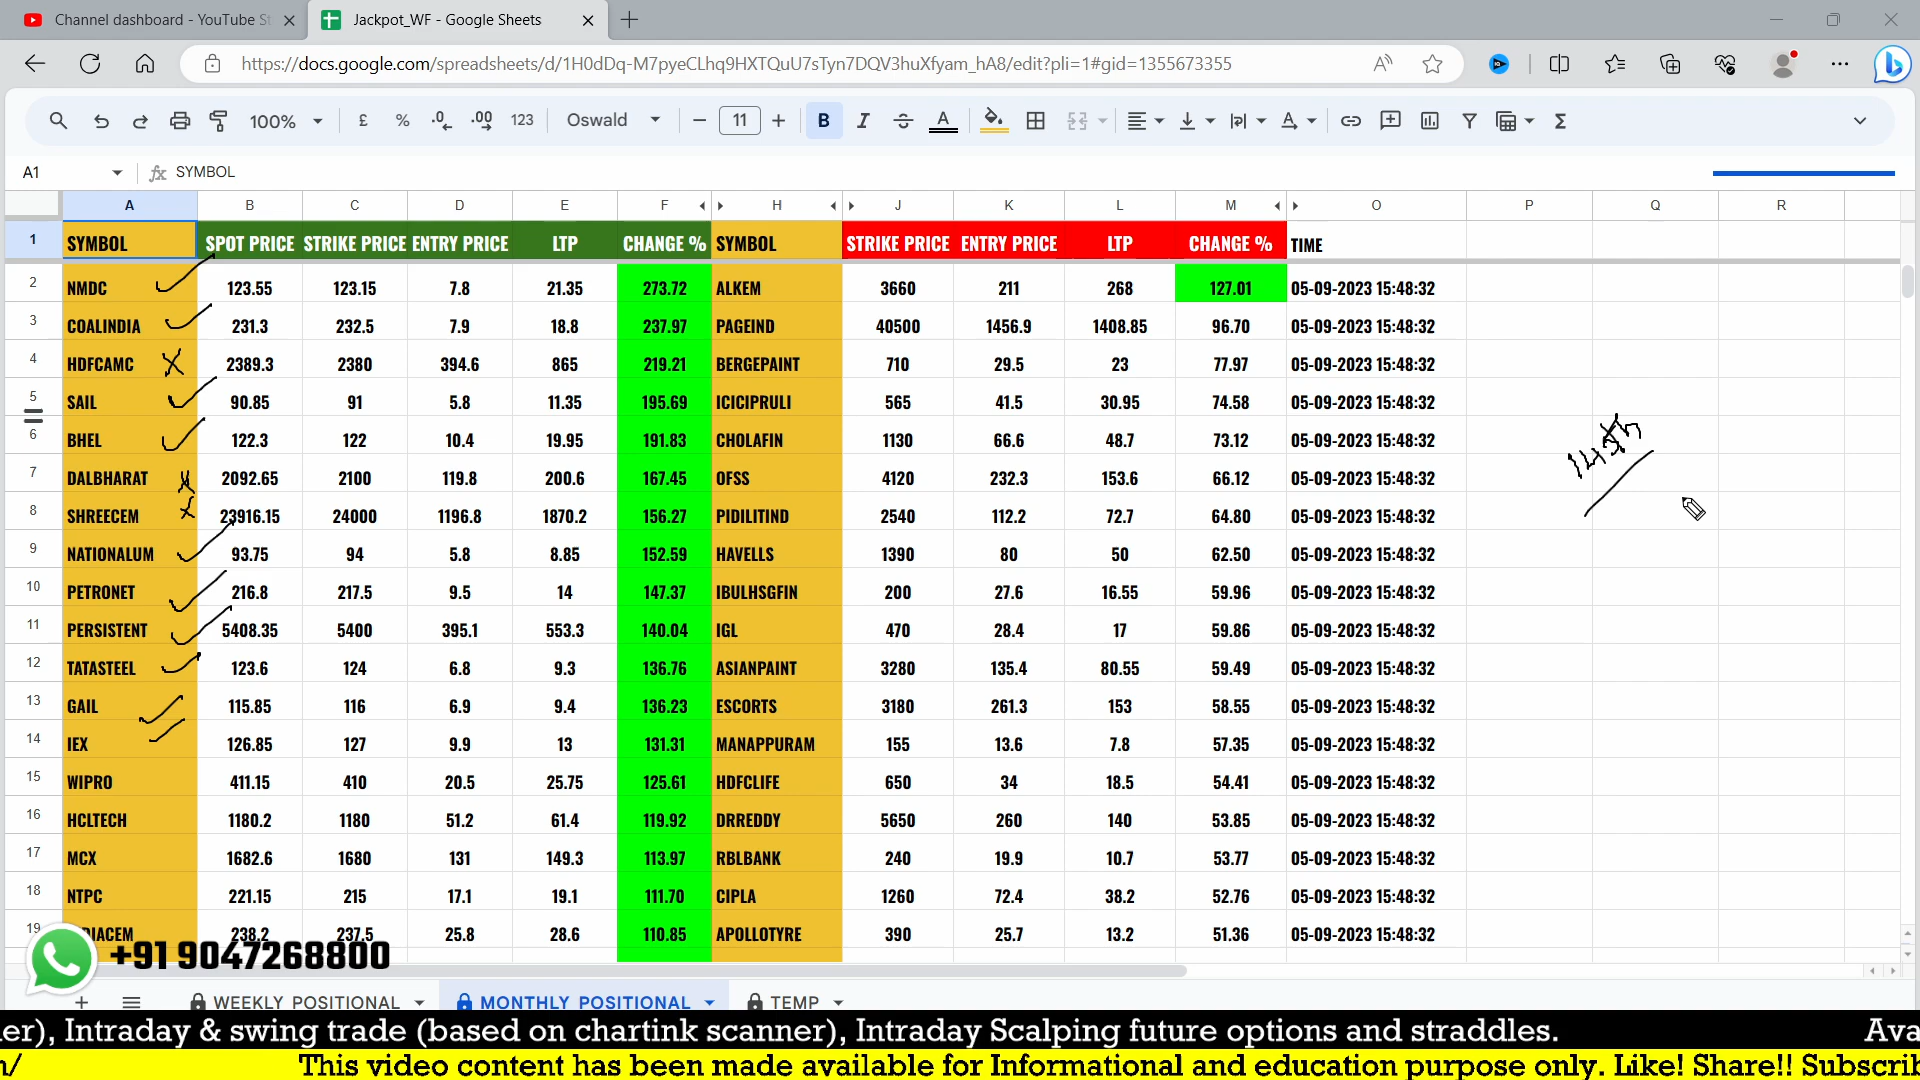 Channel dashboard - YouTube St
Jackpot_WF - Google Sheets
https://docs.google.com/spreadsheets/d/1H0dDq-M7pyeCLhq9HXTQuU7sTyn7DQV3huXfyam_hA8/edit?pli=1#gid=1355673355
100% £ % .0 .00 123 Oswald 11 B I A
A1 fx SYMBOL
A B C D E F H J K L M O P Q R
1 SYMBOL SPOT PRICE STRIKE PRICE ENTRY PRICE LTP CHANGE % SYMBOL STRIKE PRICE ENTRY PRICE LTP CHANGE % TIME
2 NMDC 123.55 123.15 7.8 21.35 273.72 ALKEM 3660 211 268 127.01 05-09-2023 15:48:32
3 COALINDIA 231.3 232.5 7.9 18.8 237.97 PAGEIND 40500 1456.9 1408.85 96.70 05-09-2023 15:48:32
4 HDFCAMC 2389.3 2380 394.6 865 219.21 BERGEPAINT 710 29.5 23 77.97 05-09-2023 15:48:32
5 SAIL 90.85 91 5.8 11.35 195.69 ICICIPRULI 565 41.5 30.95 74.58 05-09-2023 15:48:32
6 BHEL 122.3 122 10.4 19.95 191.83 CHOLAFIN 1130 66.6 48.7 73.12 05-09-2023 15:48:32
7 DALBHARAT 2092.65 2100 119.8 200.6 167.45 OFSS 4120 232.3 153.6 66.12 05-09-2023 15:48:32
8 SHREECEM 23916.15 24000 1196.8 1870.2 156.27 PIDILITIND 2540 112.2 72.7 64.80 05-09-2023 15:48:32
9 NATIONALUM 93.75 94 5.8 8.85 152.59 HAVELLS 1390 80 50 62.50 05-09-2023 15:48:32
10 PETRONET 216.8 217.5 9.5 14 147.37 IBULHSGFIN 200 27.6 16.55 59.96 05-09-2023 15:48:32
11 PERSISTENT 5408.35 5400 395.1 553.3 140.04 IGL 470 28.4 17 59.86 05-09-2023 15:48:32
12 TATASTEEL 123.6 124 6.8 9.3 136.76 ASIANPAINT 3280 135.4 80.55 59.49 05-09-2023 15:48:32
13 GAIL 115.85 116 6.9 9.4 136.23 ESCORTS 3180 261.3 153 58.55 05-09-2023 15:48:32
14 IEX 126.85 127 9.9 13 131.31 MANAPPURAM 155 13.6 7.8 57.35 05-09-2023 15:48:32
15 WIPRO 411.15 410 20.5 25.75 125.61 HDFCLIFE 650 34 18.5 54.41 05-09-2023 15:48:32
16 HCLTECH 1180.2 1180 51.2 61.4 119.92 DRREDDY 5650 260 140 53.85 05-09-2023 15:48:32
17 MCX 1682.6 1680 131 149.3 113.97 RBLBANK 240 19.9 10.7 53.77 05-09-2023 15:48:32
18 NTPC 221.15 215 17.1 19.1 111.70 CIPLA 1260 72.4 38.2 52.76 05-09-2023 15:48:32
19 DIACEM 238.2 237.5 25.8 28.6 110.85 APOLLOTYRE 390 25.7 13.2 51.36 05-09-2023 15:48:32
+91 9047268800
WEEKLY POSITIONAL MONTHLY POSITIONAL TEMP
er), Intraday & swing trade (based on chartink scanner), Intraday Scalping future options and straddles. Ava
n/ This video content has been made available for Informational and education purpose only. Like! Share!! Subscrib